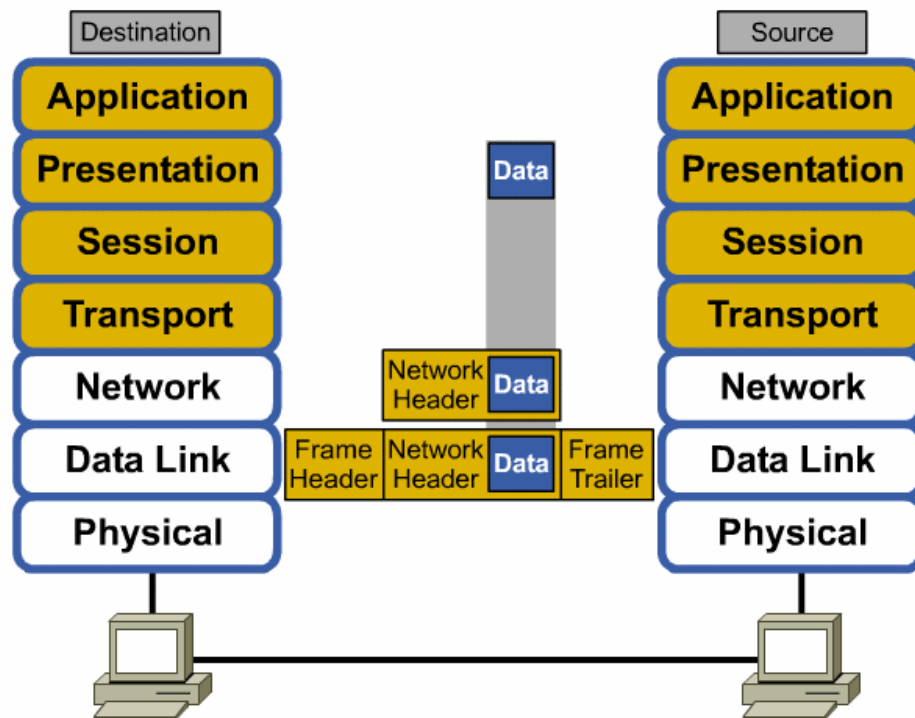 Destination
Source
Application
Application
Presentation
Data
Presentation
Session
Session
Transport
Transport
Network
Network
Header
Data
Network
Data Link
Frame
Header
Network
Header
Data
Frame
Trailer
Data Link
Physical
Physical